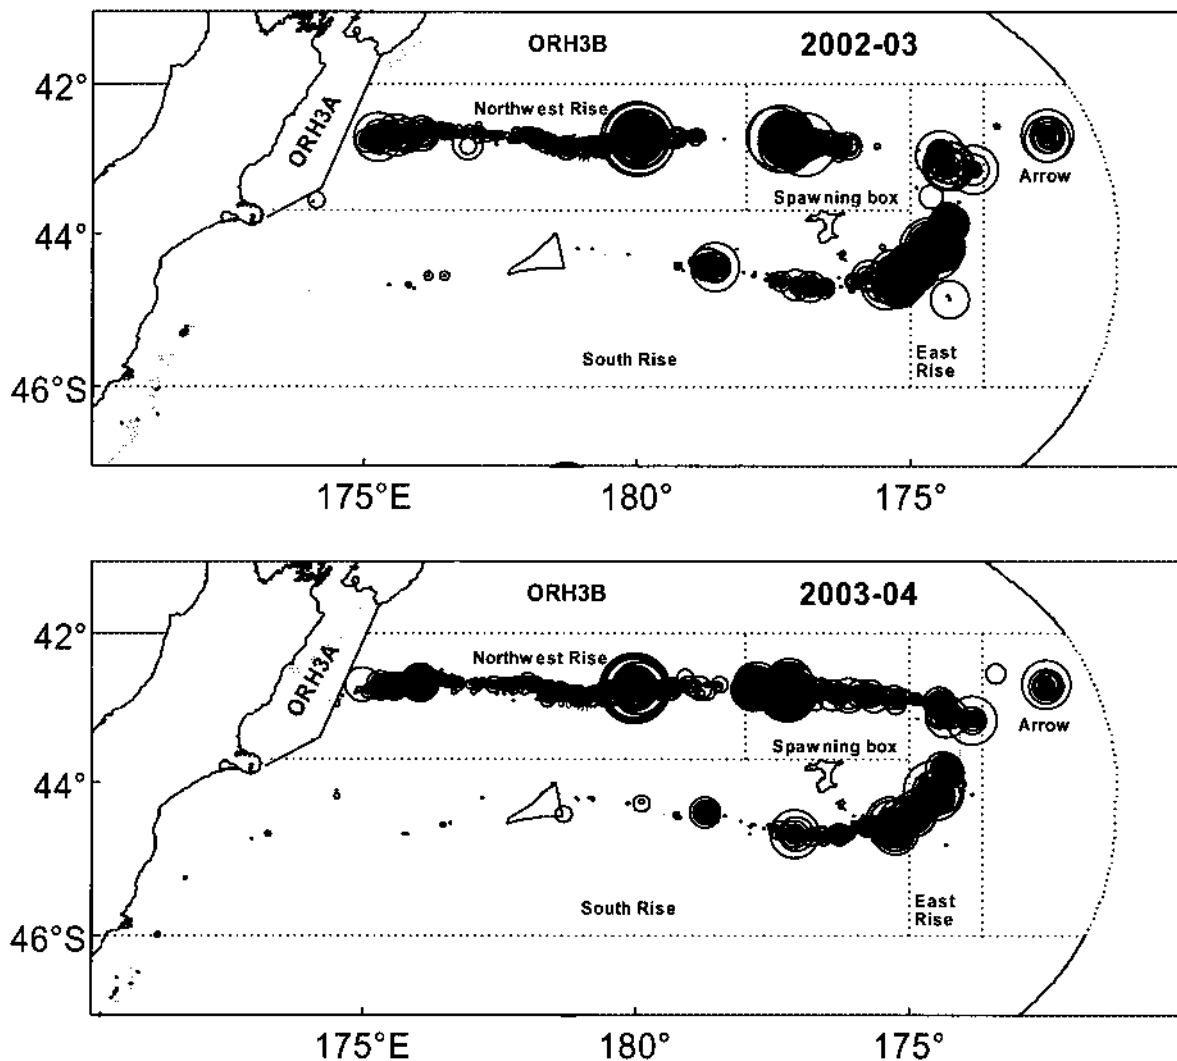 ORH3B 2002-03
42°
Northwest Rise
ORH3A
Arrow
Spawning box
44°
South Rise
East
Rise
46°S
175°E 180° 175°
ORH3B 2003-04
42°
Northwest Rise
ORH3A
Arrow
Spawning box
44°
South Rise
East
Rise
46°S
175°E 180° 175°